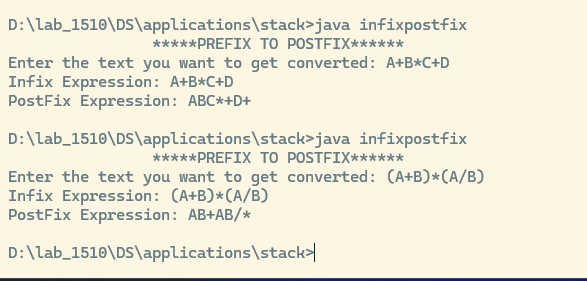 D:\lab_1510\DS\applications\stack>java infixpostfix
*****PREFIX TO POSTFIX******
Enter the text you want to get converted: A+B*C+D
Infix Expression: A+B*C+D
PostFix Expression: ABC*+D+
D:\lab_1510\DS\applications\stack>java infixpostfix
*****PREFIX TO POSTFIX******
Enter the text you want to get converted: (A+B)*(A/B)
Infix Expression: (A+B)*(A/B)
PostFix Expression: AB+AB/*
D:\lab_1510\DS\applications\stack>